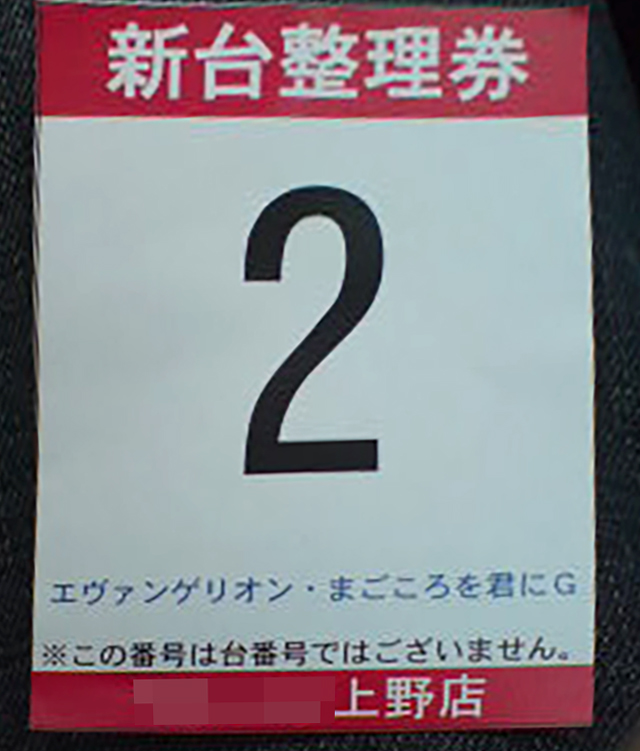 新台整理券
2
エヴァンゲリオン・まごころを君にG
※この番号は台番号ではございません。
上野店